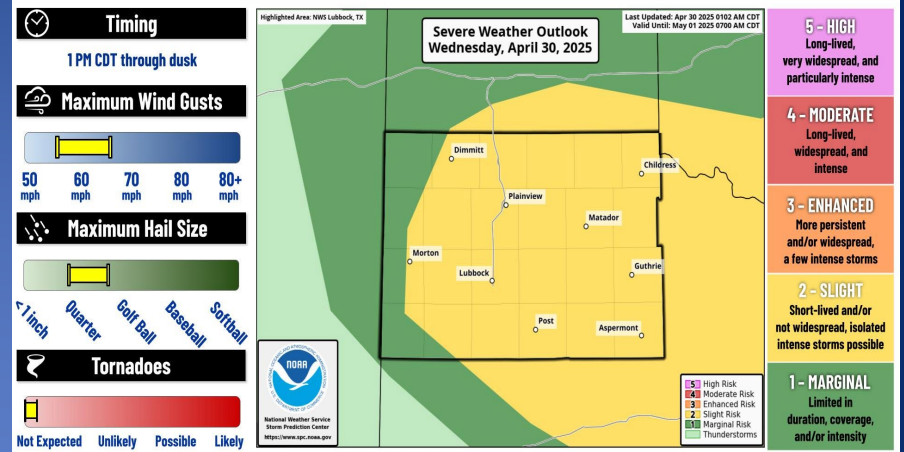 Timing
1 PM CDT through dusk
Maximum Wind Gusts
50 mph
60 mph
70 mph
80 mph
80+ mph
Maximum Hail Size
< 1 inch
Quarter
Golf Ball
Baseball
Softball
Tornadoes
Not Expected
Unlikely
Possible
Likely
Highlighted Area: NWS Lubbock, TX
Severe Weather Outlook
Wednesday, April 30, 2025
Last Updated: Apr 30 2025 0102 AM CDT
Valid Until: May 01 2025 0700 AM CDT
Dimmitt
Childress
Plainview
Matador
Morton
Lubbock
Guthrie
Post
Aspermont
NOAA
National Weather Service
Storm Prediction Center
https://www.spc.noaa.gov
5 High Risk
4 Moderate Risk
3 Enhanced Risk
2 Slight Risk
1 Marginal Risk
Thunderstorms
5 - HIGH
Long-lived,
very widespread, and
particularly intense
4 - MODERATE
Long-lived,
widespread, and
intense
3 - ENHANCED
More persistent
and/or widespread,
a few intense storms
2 - SLIGHT
Short-lived and/or
not widespread, isolated
intense storms possible
1 - MARGINAL
Limited in
duration, coverage,
and/or intensity